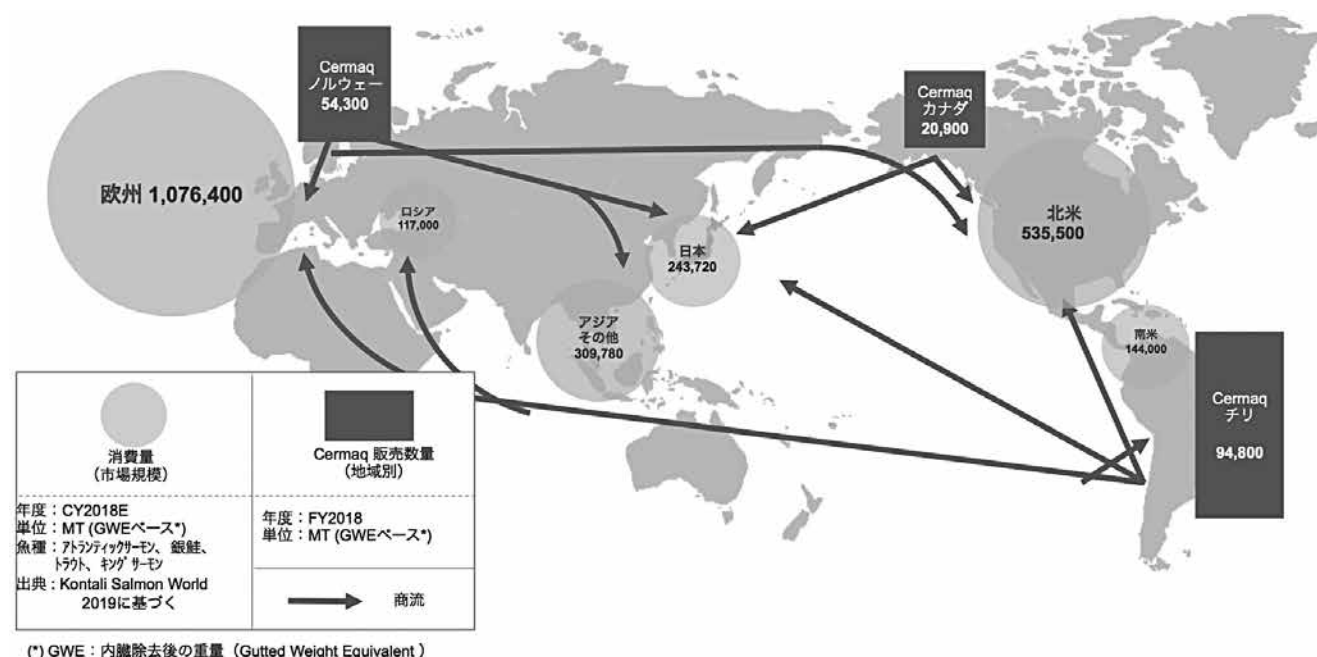 Cermaq
ノルウェー
54,300
Cermaq
カナダ
20,900
欧州 1,076,400
ロシア
117,000
北米
535,500
日本
243,720
アジア
その他
309,780
南米
144,000
Cermaq
チリ
94,800
消費量
（市場規模）
Cermaq 販売数量
（地域別）
年度：CY2018E
単位：MT (GWEベース*)
魚種：ｱﾄﾗﾝﾃｨｯｸｻｰﾓﾝ、銀鮭、
ﾄﾗｳﾄ、ｷﾝｸﾞｻｰﾓﾝ
出典：Kontali Salmon World
2019に基づく
年度：FY2018
単位：MT (GWEベース*)
商流
(*) GWE：内臓除去後の重量（Gutted Weight Equivalent）